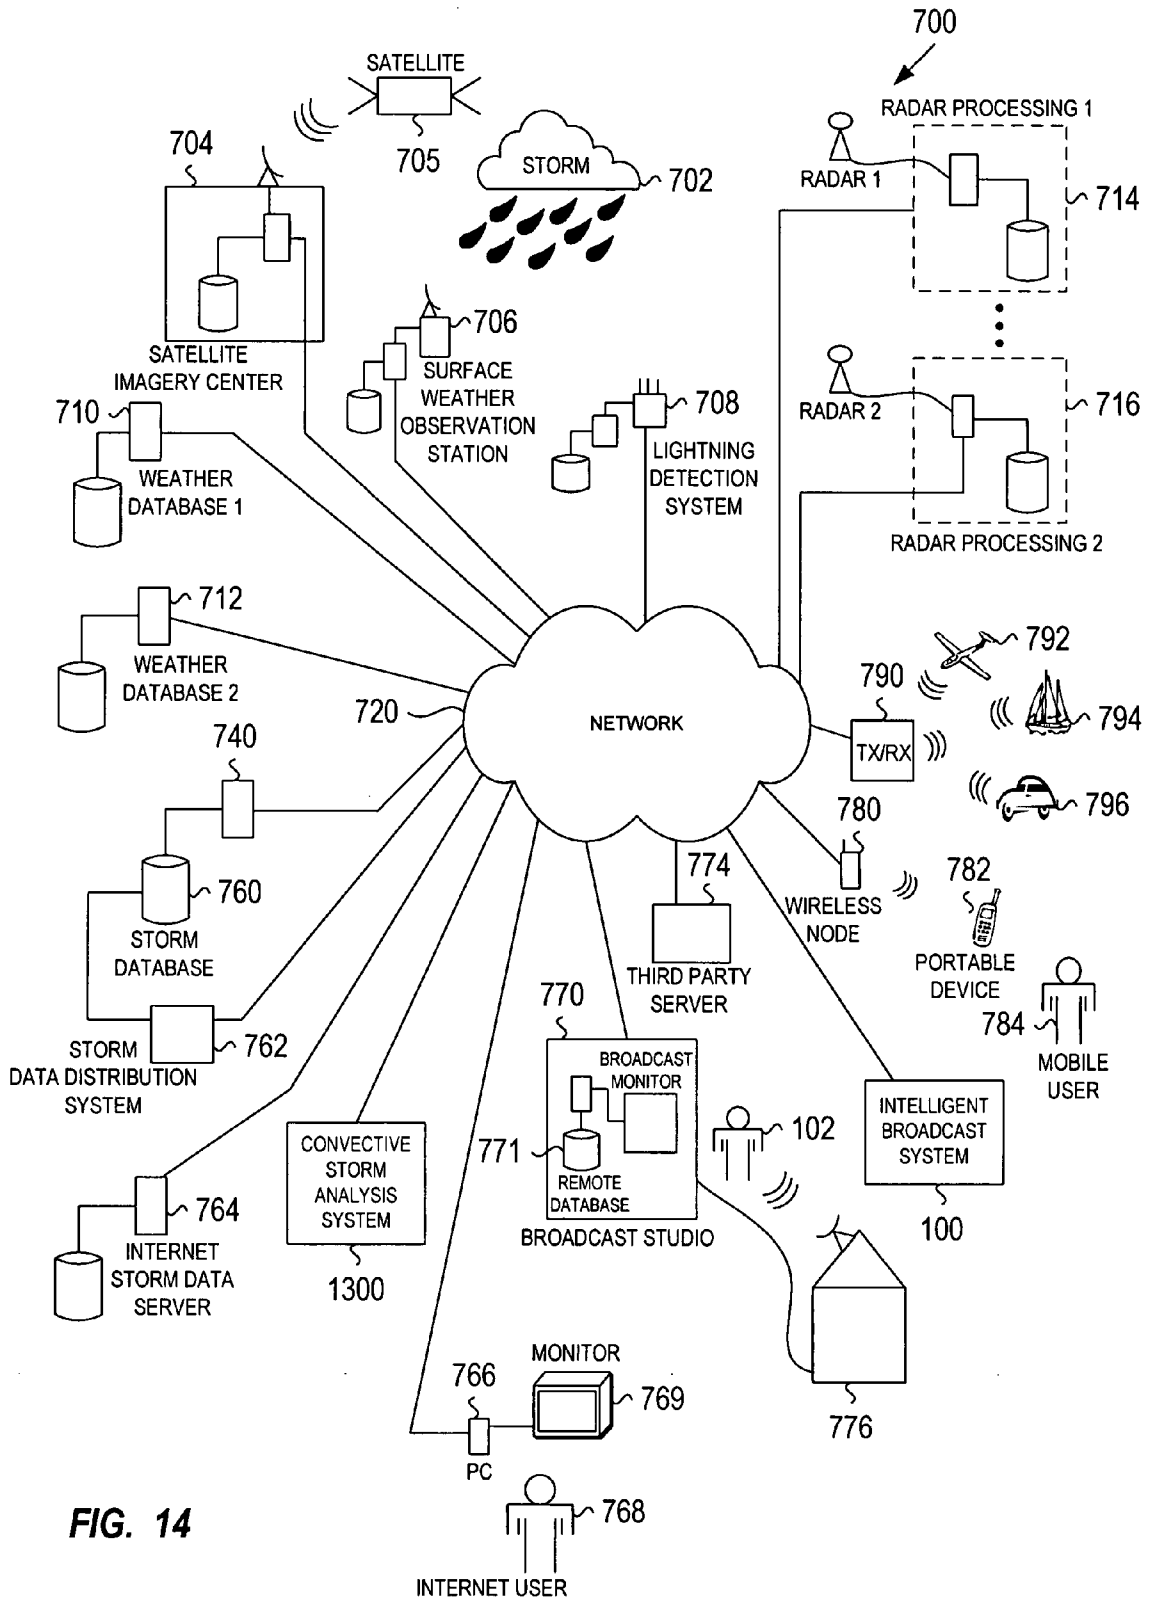 700
SATELLITE
705
STORM
702
704
SATELLITE
IMAGERY CENTER
RADAR PROCESSING 1
RADAR 1
714
706
SURFACE
WEATHER
OBSERVATION
STATION
708
LIGHTNING
DETECTION
SYSTEM
RADAR 2
716
RADAR PROCESSING 2
710
WEATHER
DATABASE 1
712
WEATHER
DATABASE 2
720
NETWORK
790
TX/RX
792
794
796
740
760
STORM
DATABASE
762
STORM
DATA DISTRIBUTION
SYSTEM
780
WIRELESS
NODE
782
PORTABLE
DEVICE
784
MOBILE
USER
774
THIRD PARTY
SERVER
770
BROADCAST
MONITOR
771
REMOTE
DATABASE
BROADCAST STUDIO
102
INTELLIGENT
BROADCAST
SYSTEM
100
764
INTERNET
STORM DATA
SERVER
CONVECTIVE
STORM
ANALYSIS
SYSTEM
1300
776
766
PC
MONITOR
769
768
INTERNET USER
FIG. 14